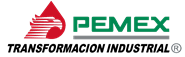 PEMEX
TRANSFORMACION INDUSTRIAL®